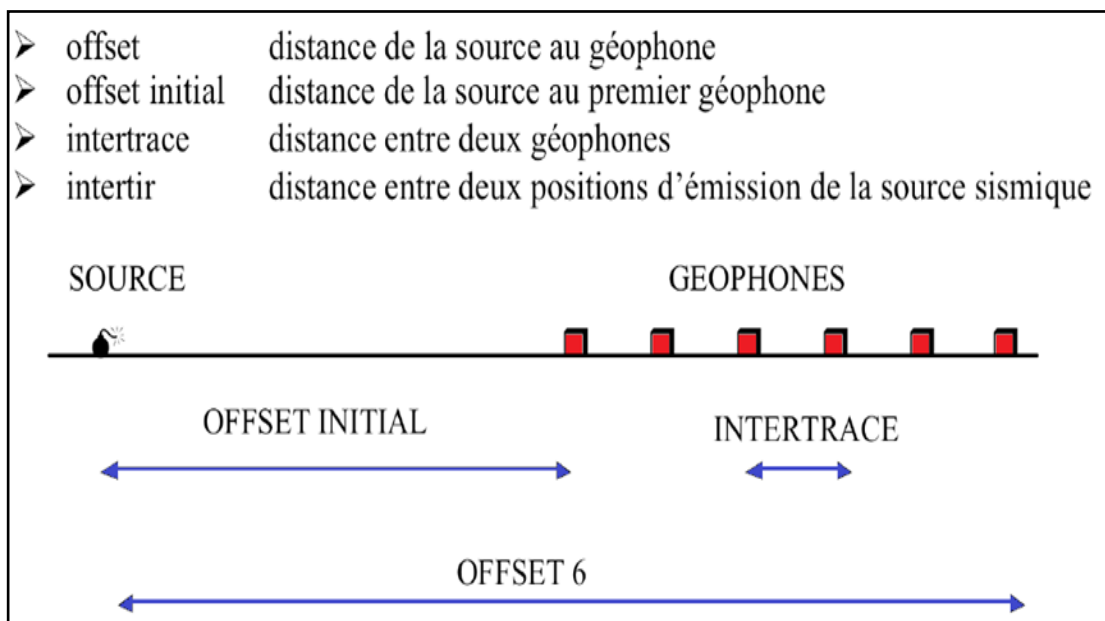 ➢ offset distance de la source au géophone
➢ offset initial distance de la source au premier géophone
➢ intertrace distance entre deux géophones
➢ intertir distance entre deux positions d’émission de la source sismique
SOURCE GEOPHONES
OFFSET INITIAL INTERTRACE
OFFSET 6